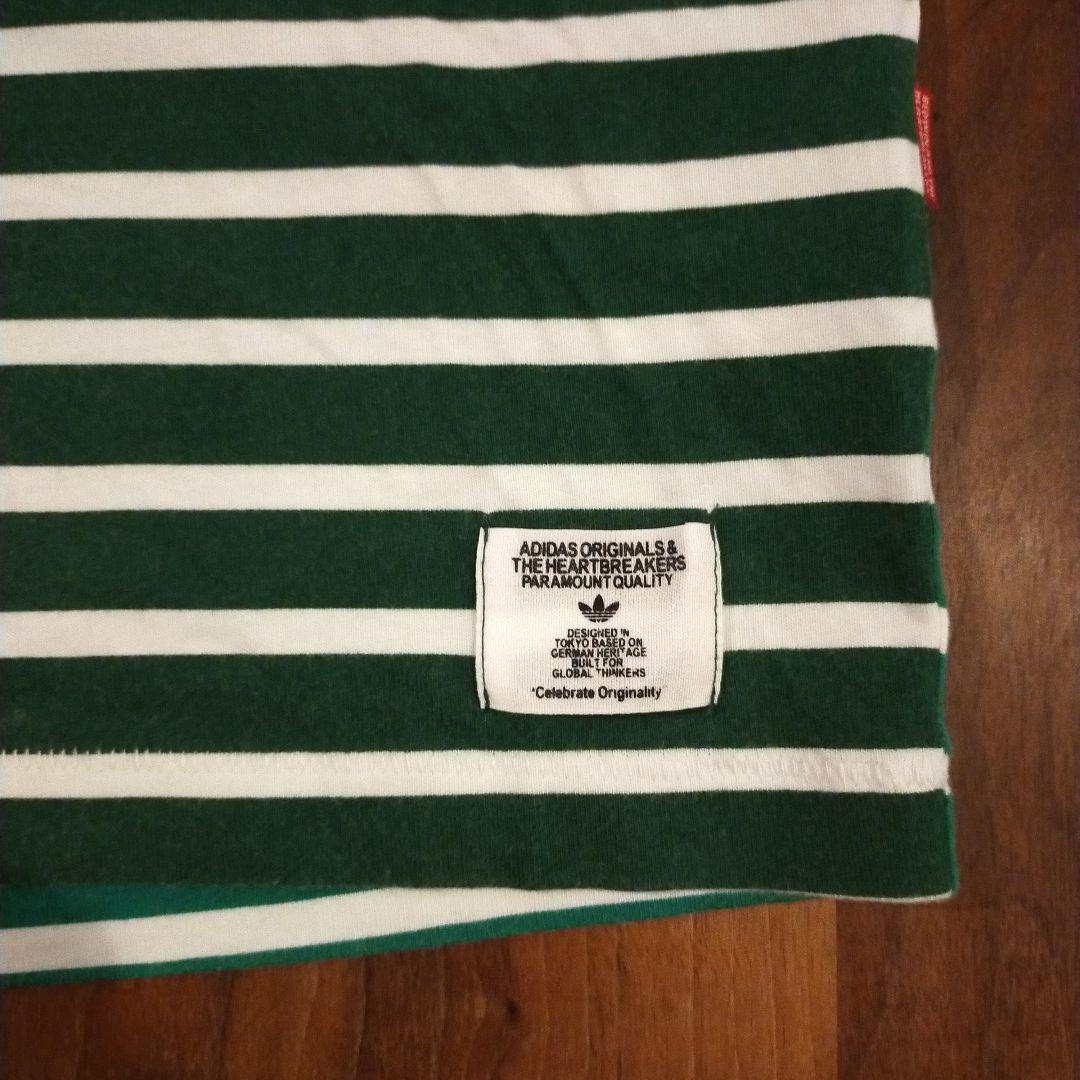 ADIDAS ORIGINALS &
THE HEARTBREAKERS
PARAMOUNT QUALITY
DESIGNED IN
TOKYO BASED ON
GERMAN HERITAGE
BUILT FOR
GLOBAL THINKERS
'Celebrate Originality'